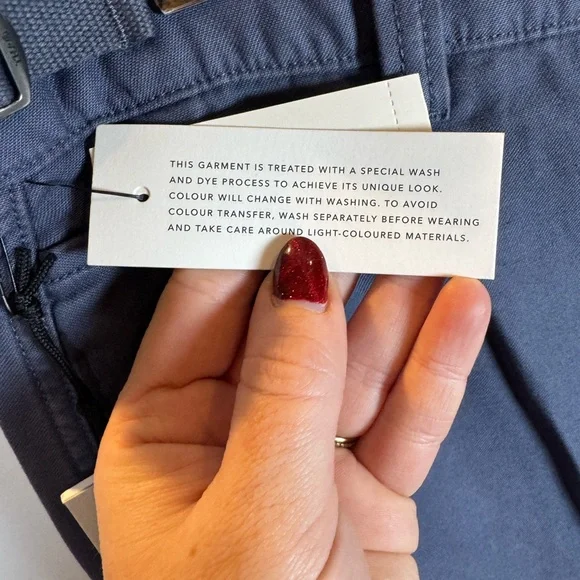 THIS GARMENT IS TREATED WITH A SPECIAL WASH
AND DYE PROCESS TO ACHIEVE ITS UNIQUE LOOK.
COLOUR WILL CHANGE WITH WASHING. TO AVOID
COLOUR TRANSFER, WASH SEPARATELY BEFORE WEARING
AND TAKE CARE AROUND LIGHT-COLOURED MATERIALS.